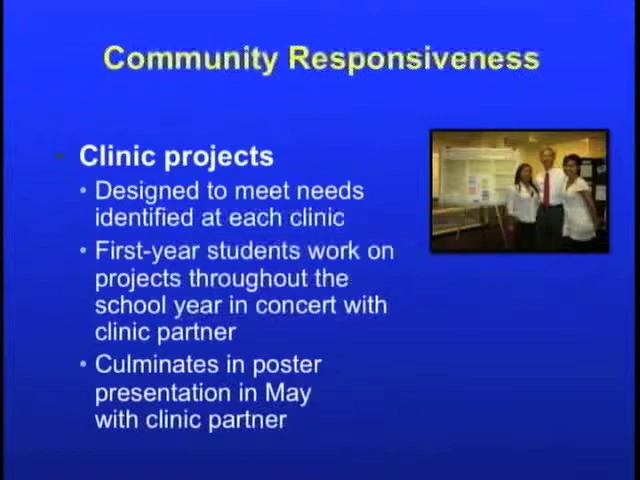 Community Responsiveness
• Clinic projects
• Designed to meet needs
identified at each clinic
• First-year students work on
projects throughout the
school year in concert with
clinic partner
• Culminates in poster
presentation in May
with clinic partner